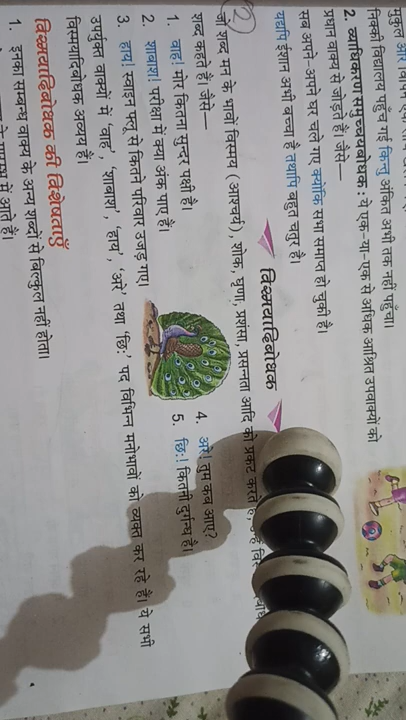 मुकुल और
निक्की विद्यालय पहुँच गई किन्तु अंकित अभी तक नहीं पहुँचा।
2. व्याधिकरण समुच्चयबोधक : ये एक-या-एक से अधिक आश्रित उपवाक्यों को
प्रधान वाक्य से जोड़ते हैं; जैसे—
सब अपने-अपने घर चले गए क्योंकि सभा समाप्त हो चुकी है।
यद्यपि ईशान अभी बच्चा है तथापि बहुत चतुर है।
विस्मयादिबोधक
2
जो शब्द मन के भावों विस्मय (आश्चर्य), शोक, घृणा, प्रशंसा, प्रसन्नता आदि को प्रकट करते
शब्द कहते हैं; जैसे—
1. वाह! मोर कितना सुन्दर पक्षी है।
2. शाबाश! परीक्षा में क्या अंक पाए हैं।
3. हाय! स्वाइन फ्लू से कितने परिवार उजड़ गए।
4. अरे! तुम कब आए?
5. छिः! कितनी दुर्गन्ध है।
उपर्युक्त वाक्यों में 'वाह', 'शाबाश', 'हाय', 'अरे' तथा 'छिः' पद विभिन्न मनोभावों को व्यक्त कर रहे हैं। ये सभी
विस्मयादिबोधक अव्यय हैं।
विस्मयादिबोधक की विशेषताएँ
1. इनका सम्बन्ध वाक्य के अन्य शब्दों से बिल्कुल नहीं होता।
से आते हैं।